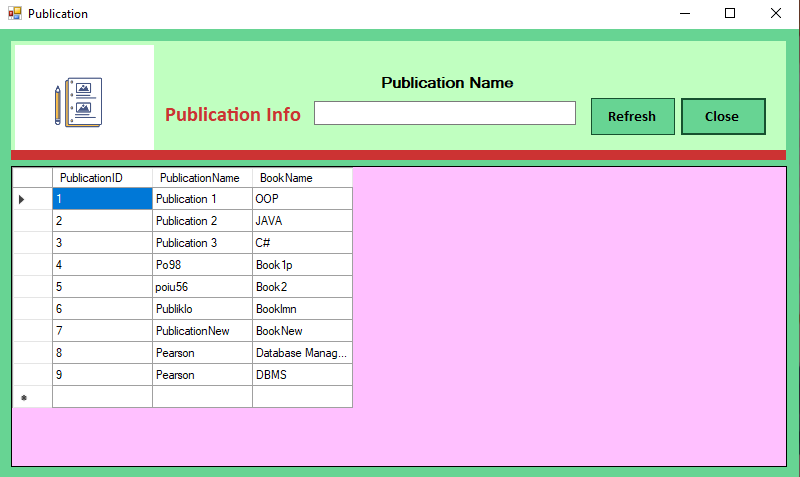 Publication
Publication Name
Publication Info
Refresh Close
PublicationID PublicationName BookName
1 Publication 1 OOP
2 Publication 2 JAVA
3 Publication 3 C#
4 Po98 Book1p
5 poiu56 Book2
6 Publiklo Booklmn
7 PublicationNew BookNew
8 Pearson Database Manag...
9 Pearson DBMS